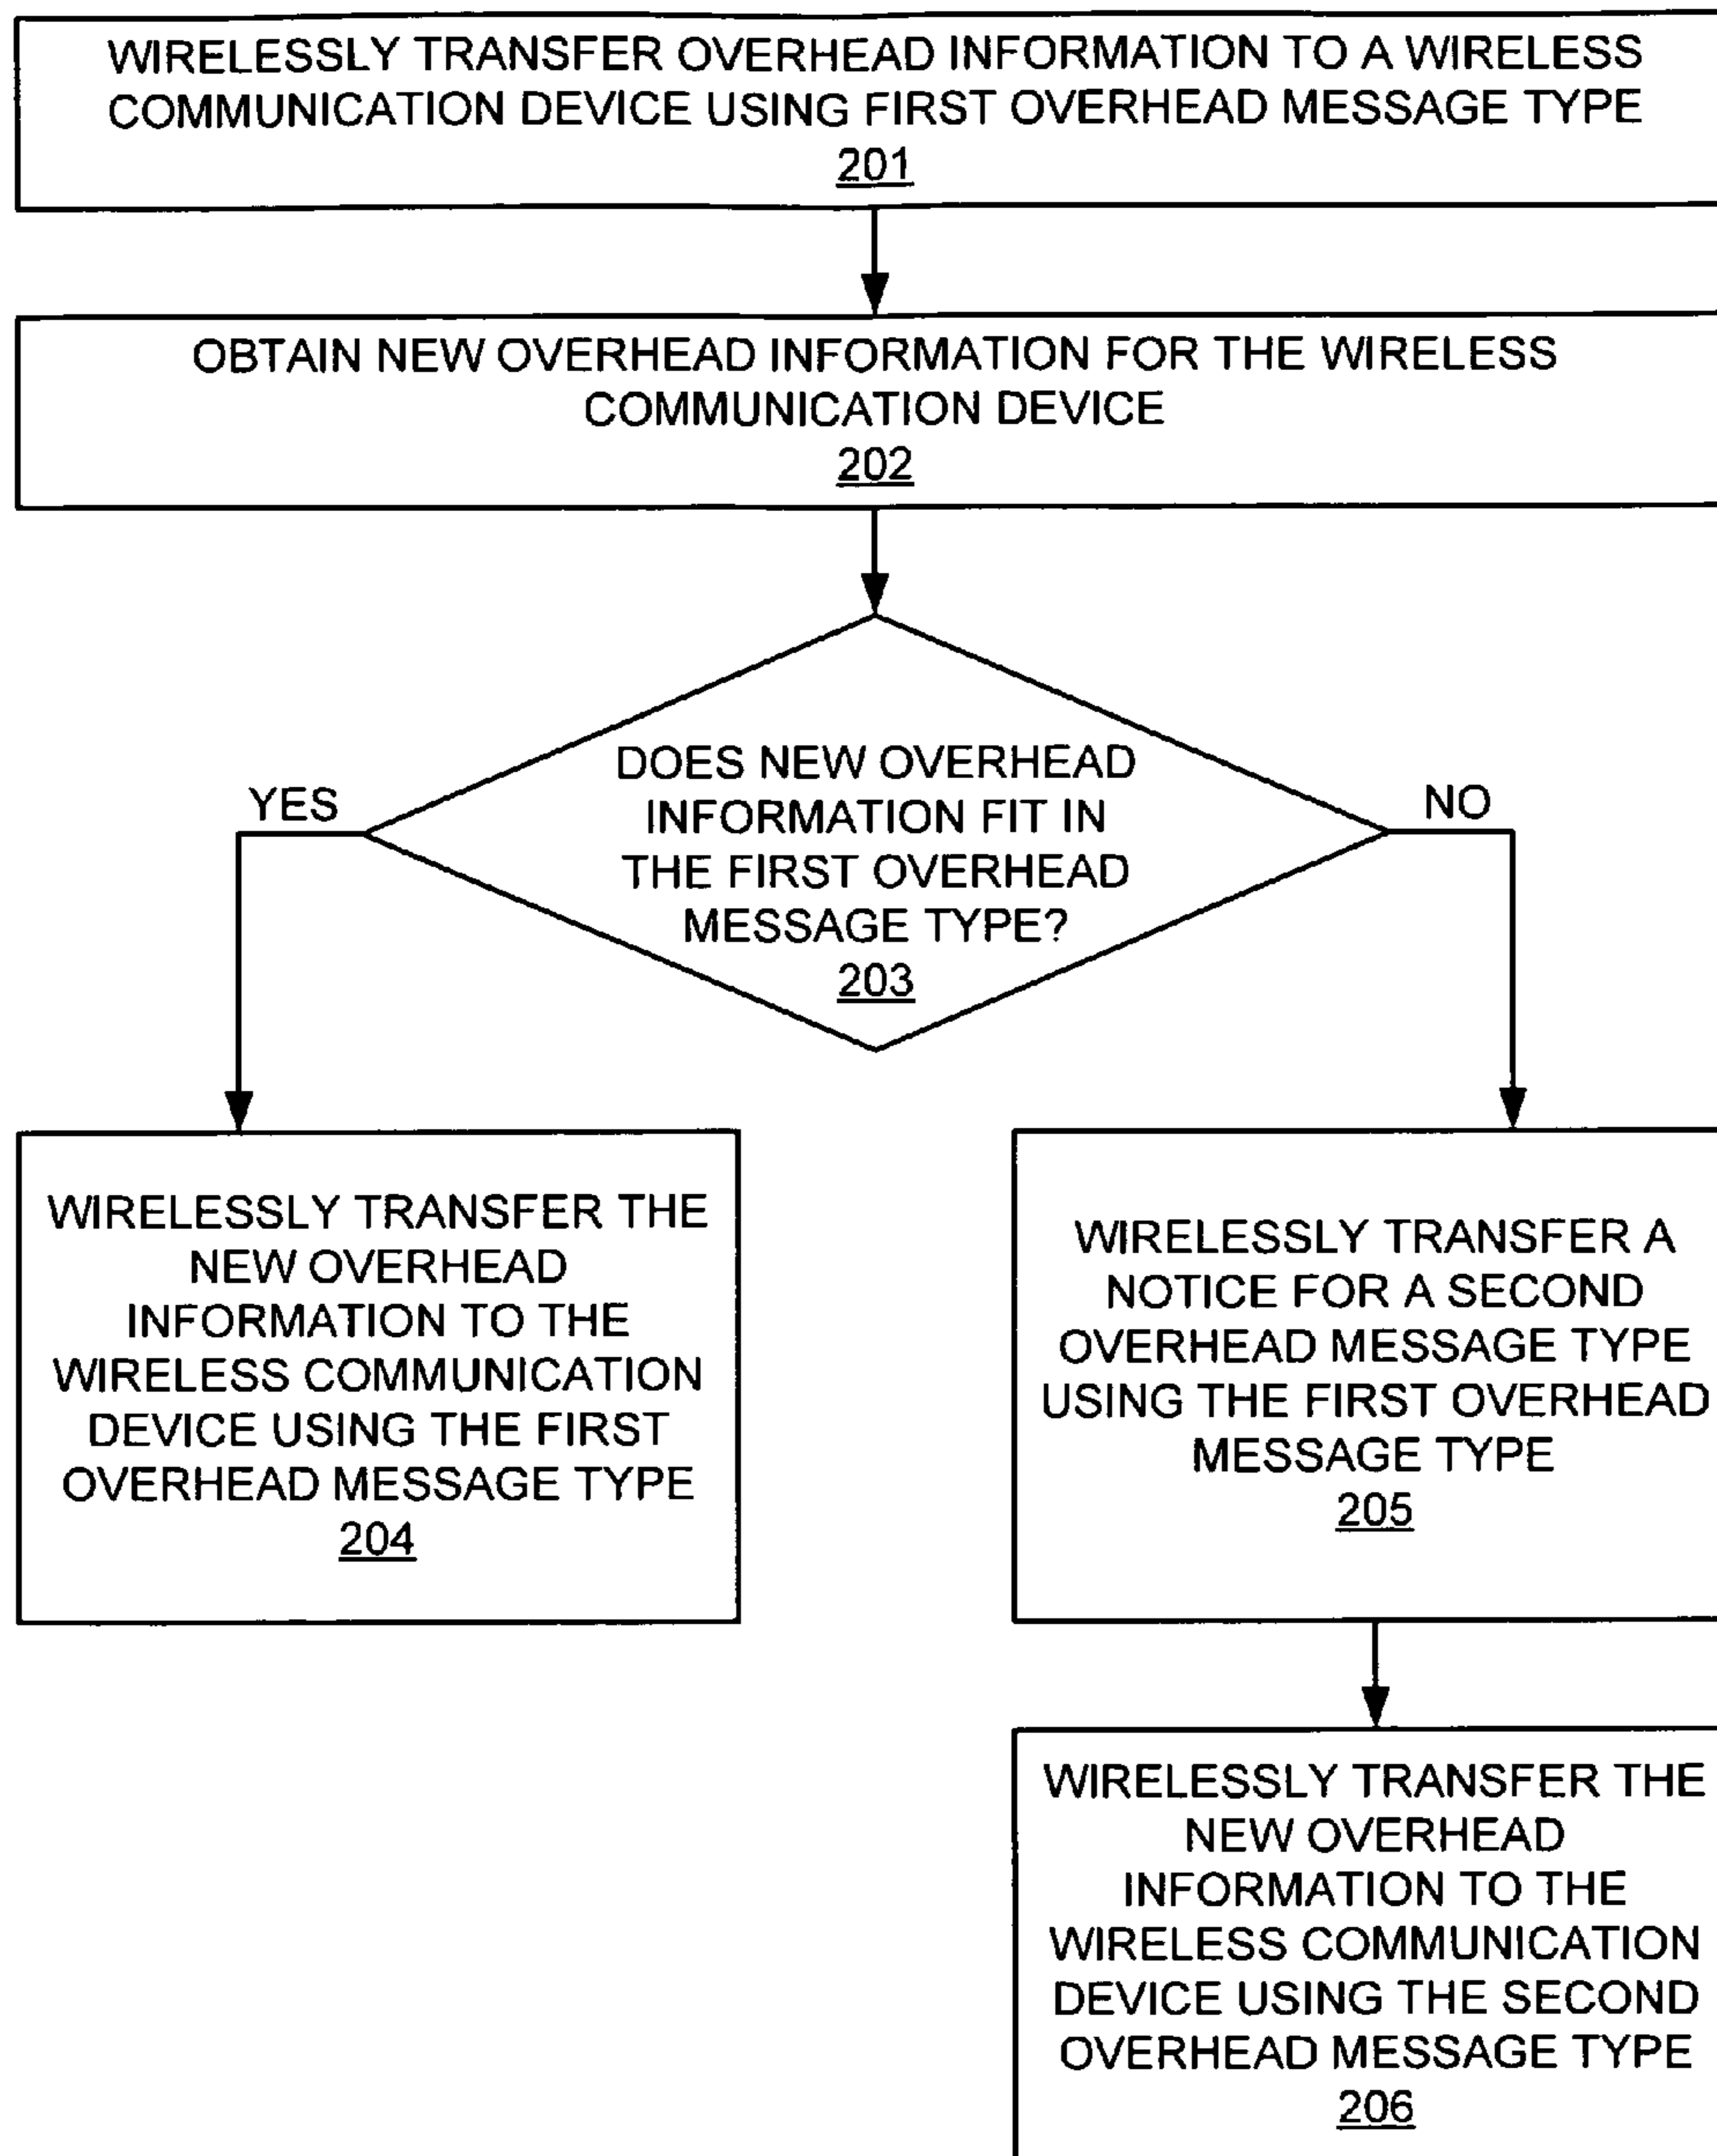 WIRELESSLY TRANSFER OVERHEAD INFORMATION TO A WIRELESS
COMMUNICATION DEVICE USING FIRST OVERHEAD MESSAGE TYPE
201
OBTAIN NEW OVERHEAD INFORMATION FOR THE WIRELESS
COMMUNICATION DEVICE
202
DOES NEW OVERHEAD
INFORMATION FIT IN
THE FIRST OVERHEAD
MESSAGE TYPE?
203
YES
NO
WIRELESSLY TRANSFER THE
NEW OVERHEAD
INFORMATION TO THE
WIRELESS COMMUNICATION
DEVICE USING THE FIRST
OVERHEAD MESSAGE TYPE
204
WIRELESSLY TRANSFER A
NOTICE FOR A SECOND
OVERHEAD MESSAGE TYPE
USING THE FIRST OVERHEAD
MESSAGE TYPE
205
WIRELESSLY TRANSFER THE
NEW OVERHEAD
INFORMATION TO THE
WIRELESS COMMUNICATION
DEVICE USING THE SECOND
OVERHEAD MESSAGE TYPE
206